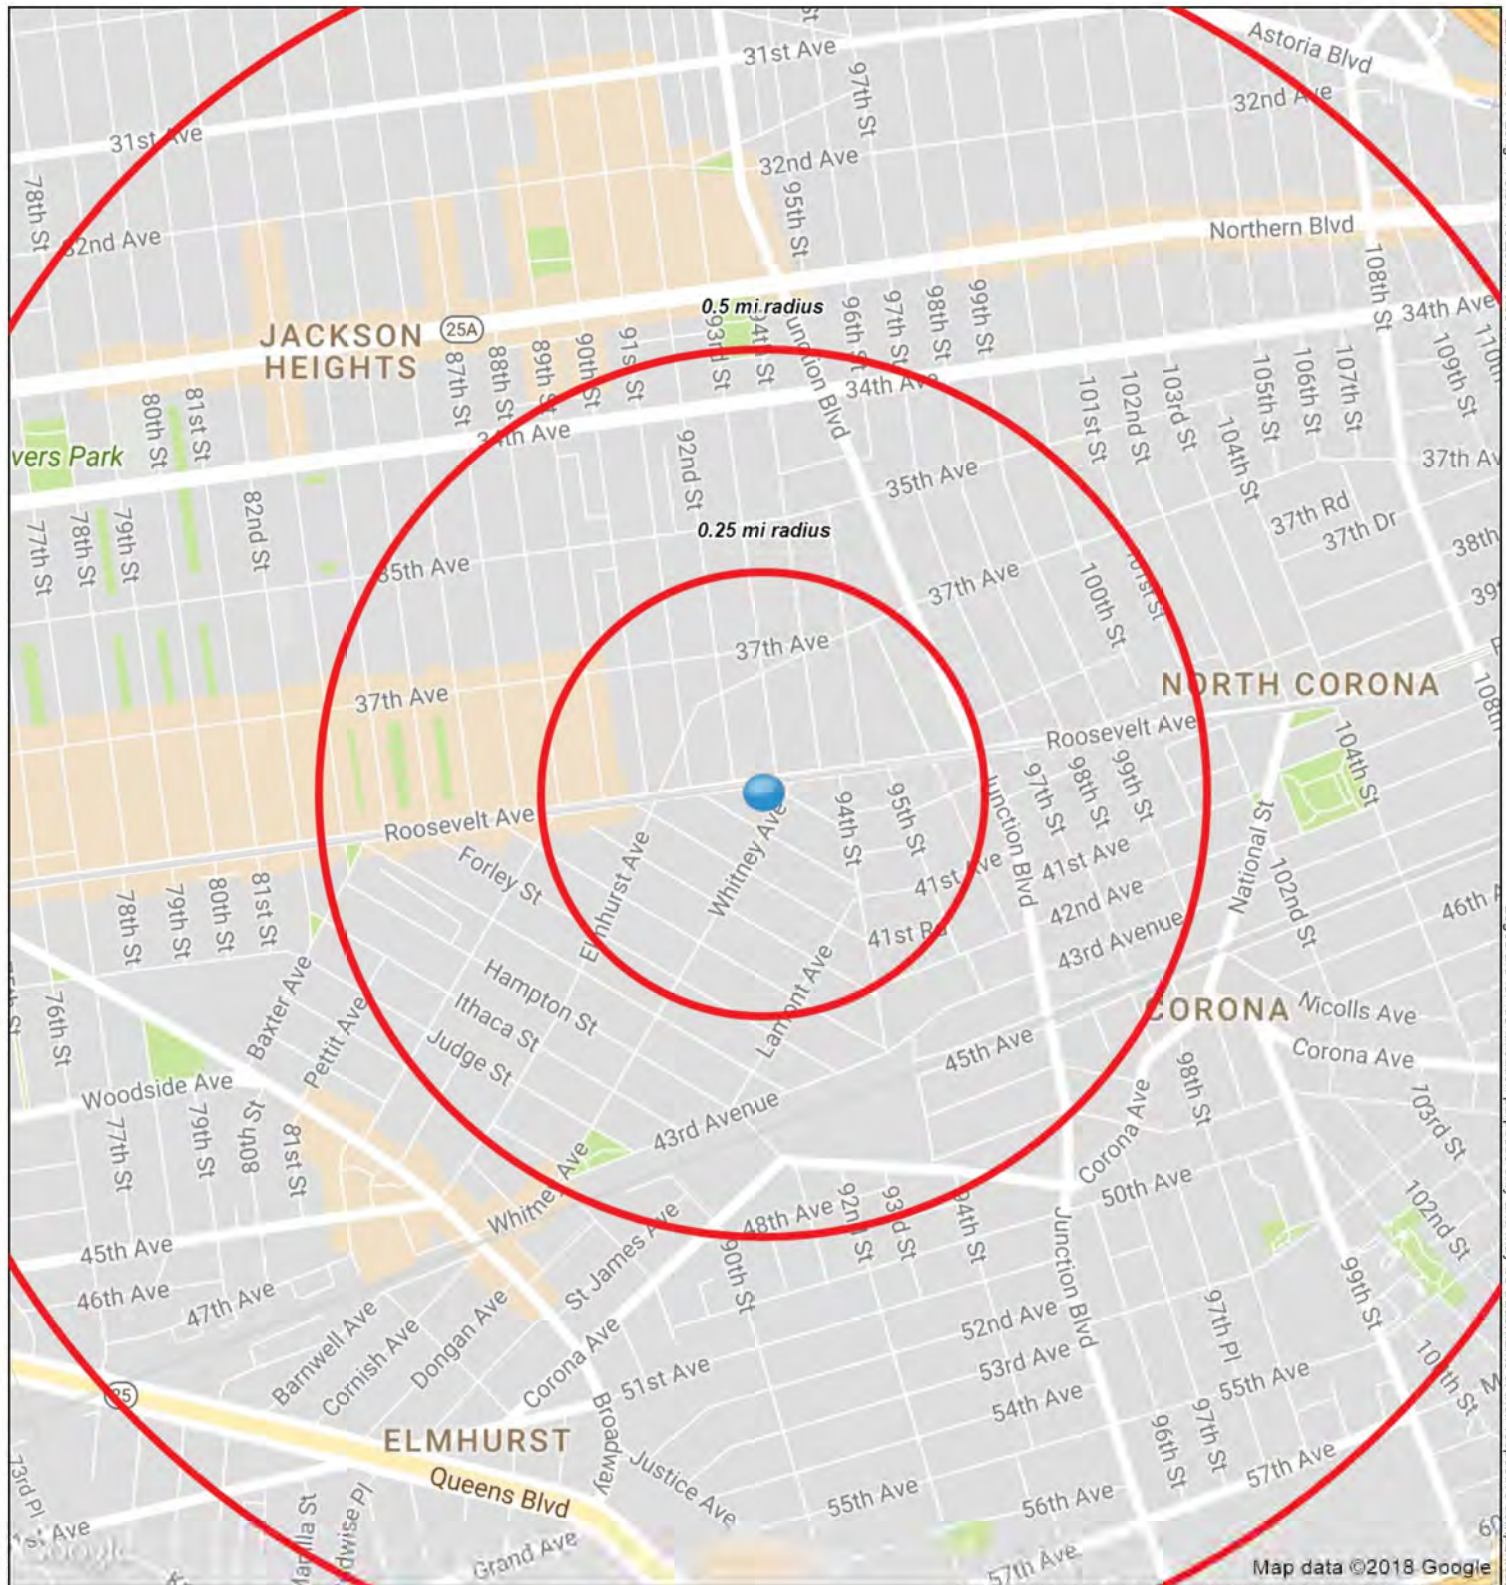 Astoria Blvd
31st Ave
97th St
32nd Ave
31st Ave
32nd Ave
78th St
95th St
Northern Blvd
108th St
0.5 mi radius
34th Ave
JACKSON
HEIGHTS
25A
93rd St
94th St
Junction Blvd
96th St
97th St
98th St
99th St
87th St
88th St
89th St
90th St
91st St
34th Ave
101st St
102nd St
103rd St
104th St
105th St
106th St
107th St
109th St
80th St
81st St
34th Ave
vers Park
92nd St
35th Ave
37th Av
82nd St
77th St
78th St
79th St
0.25 mi radius
37th Rd
37th Dr
38th
35th Ave
37th Ave
100th St
101st St
37th Ave
NORTH CORONA
37th Ave
Roosevelt Ave
104th St
Roosevelt Ave
Whitney Ave
94th St
95th St
Junction Blvd
97th St
98th St
99th St
National St
Forley St
Elmhurst Ave
41st Ave
41st Ave
42nd Ave
102nd St
78th St
79th St
80th St
81st St
41st Rd
43rd Avenue
46th A
Baxter Ave
Pettit Ave
Hampton St
Ithaca St
Judge St
Lamont Ave
CORONA
Nicolls Ave
76th St
45th Ave
Corona Ave
Woodside Ave
98th St
103rd St
77th St
79th St
80th St
81st St
43rd Avenue
Corona Ave
50th Ave
Whitney Ave
St James Ave
48th Ave
90th St
92nd St
93rd St
94th St
Junction Blvd
102nd St
45th Ave
46th Ave
47th Ave
Barnwell Ave
Cornish Ave
Dongan Ave
Corona Ave
51st Ave
52nd Ave
53rd Ave
54th Ave
97th Pl
99th St
55th Ave
25
ELMHURST
Broadway
Queens Blvd
Justice Ave
55th Ave
56th Ave
96th St
97th St
57th Ave
73rd Pl
Grand Ave
57th Ave
Map data ©2018 Google